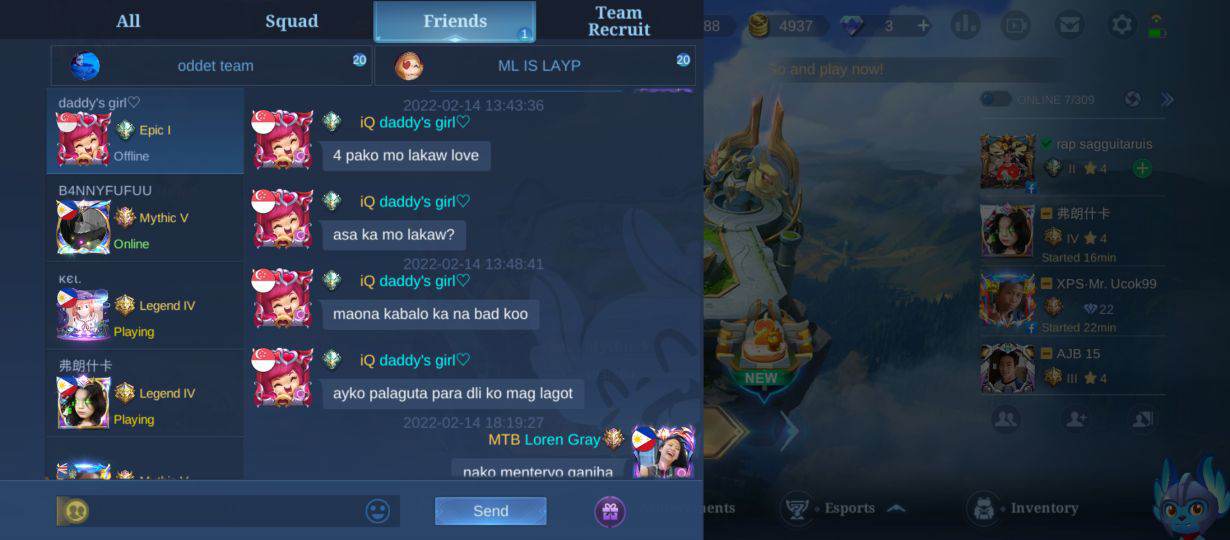 All
Squad
Friends
1
Team
Recruit
88
4937
3
oddet team
20
ML IS LAYP
20
So and play now!
daddy's girl♡
Epic I
Offline
B4NNYFUFUU
Mythic V
Online
ĸєι.
Legend IV
Playing
弗朗什卡
Legend IV
Playing
2022-02-14 13:43:36
iQ daddy's girl♡
4 pako mo lakaw love
iQ daddy's girl♡
asa ka mo lakaw?
2022-02-14 13:48:41
iQ daddy's girl♡
maona kabalo ka na bad koo
iQ daddy's girl♡
ayko palaguta para dli ko mag lagot
2022-02-14 18:19:27
MTB Loren Gray
Send
NEW
ONLINE 7/309
rap sagguitaruis
II 4
弗朗什卡
IV 4
Started 16min
XPS·Mr. Ucok99
22
Started 22min
AJB 15
III 4
Esports
Inventory